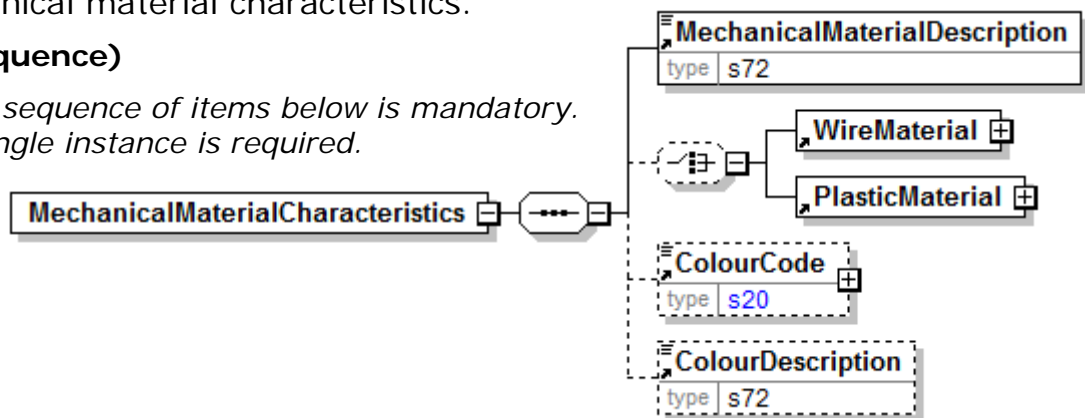 nical material characteristics.
quence)
sequence of items below is mandatory.
ngle instance is required.
MechanicalMaterialCharacteristics
MechanicalMaterialDescription
type s72
WireMaterial
PlasticMaterial
ColourCode
type s20
ColourDescription
type s72